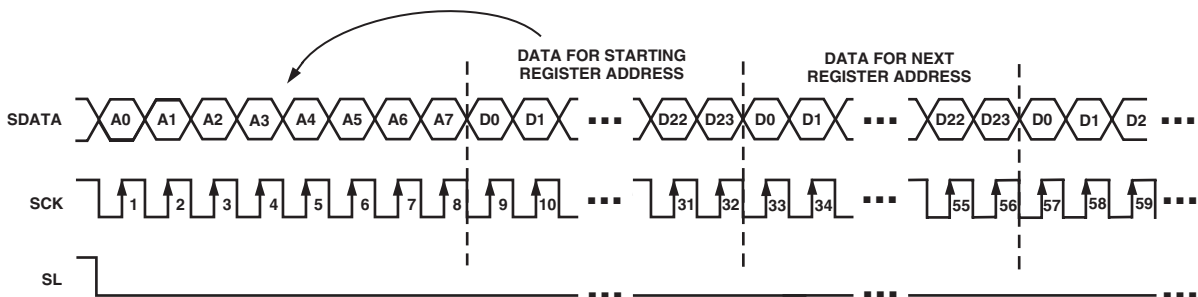 DATA FOR STARTING
REGISTER ADDRESS
DATA FOR NEXT
REGISTER ADDRESS
SDATA A0 A1 A2 A3 A4 A5 A6 A7 D0 D1 ... D22 D23 D0 D1 ... D22 D23 D0 D1 D2 ...
SCK 1 2 3 4 5 6 7 8 9 10 ... 31 32 33 34 ... 55 56 57 58 59 ...
SL ... ... ...